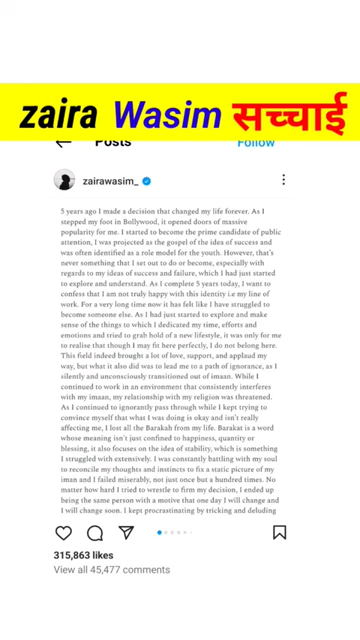 zaira Wasim सच्चाई
Posts
Follow
zairawasim_
5 years ago I made a decision that changed my life forever. As I
stepped my foot in Bollywood, it opened doors of massive
popularity for me. I started to become the prime candidate of public
attention, I was projected as the gospel of the idea of success and
was often identified as a role model for the youth. However, that's
never something that I set out to do or become, especially with
regards to my ideas of success and failure, which I had just started
to explore and understand. As I complete 5 years today, I want to
confess that I am not truly happy with this identity i.e my line of
work. For a very long time now it has felt like I have struggled to
become someone else. As I had just started to explore and make
sense of the things to which I dedicated my time, efforts and
emotions and tried to grab hold of a new lifestyle, it was only for me
to realise that though I may fit here perfectly, I do not belong here.
This field indeed brought a lot of love, support, and applaud my
way, but what it also did was to lead me to a path of ignorance, as I
silently and unconsciously transitioned out of imaan. While I
continued to work in an environment that consistently interferes
with my imaan, my relationship with my religion was threatened.
As I continued to ignorantly pass through while I kept trying to
convince myself that what I was doing is okay and isn't really
affecting me, I lost all the Barakah from my life. Barakat is a word
whose meaning isn't just confined to happiness, quantity or
blessing, it also focuses on the idea of stability, which is something
I struggled with extensively. I was constantly battling with my soul
to reconcile my thoughts and instincts to fix a static picture of my
iman and I failed miserably, not just once but a hundred times. No
matter how hard I tried to wrestle to firm my decision, I ended up
being the same person with a motive that one day I will change and
I will change soon. I kept procrastinating by tricking and deluding
315,863 likes
View all 45,477 comments